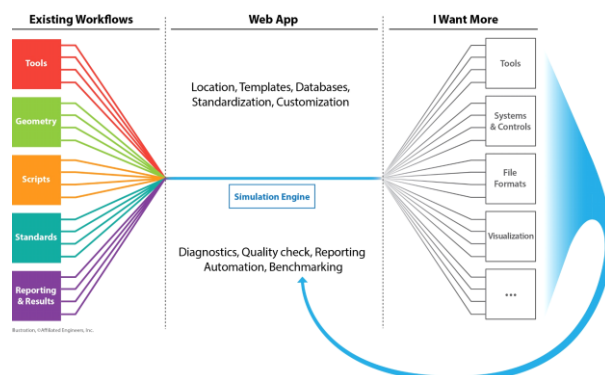 Existing Workflows
Web App
I Want More
Tools
Geometry
Scripts
Standards
Reporting
& Results
Location, Templates, Databases,
Standardization, Customization
Simulation Engine
Diagnostics, Quality check, Reporting
Automation, Benchmarking
Tools
Systems
& Controls
File
Formats
Visualization
...
Illustration, ©Affiliated Engineers, Inc.